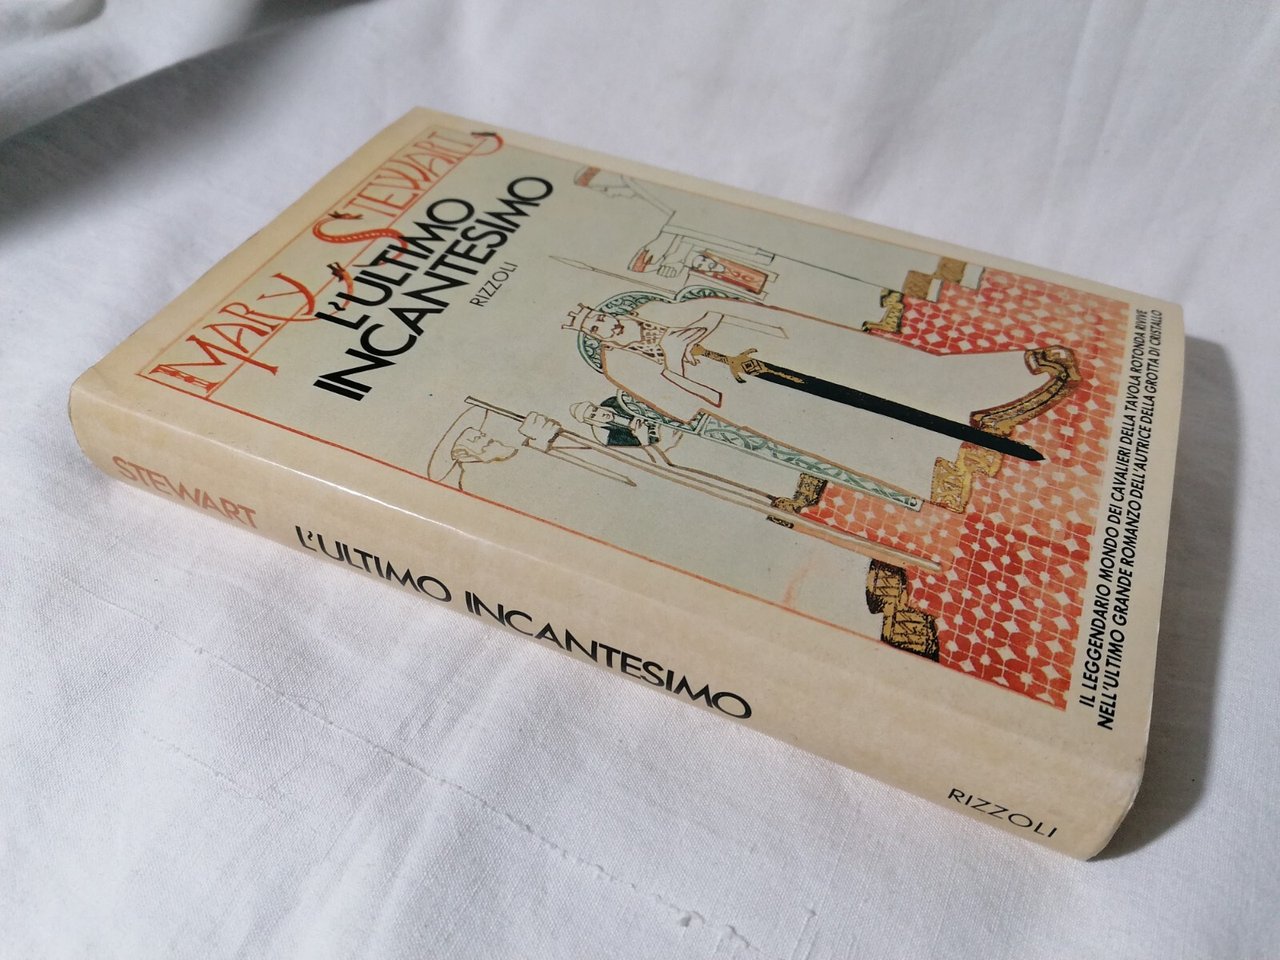 MARY STEWART
L'ULTIMO
INCANTESIMO
RIZZOLI
IL LEGGENDARIO MONDO DEI CAVALIERI DELLA TAVOLA ROTONDA RIVIVE
NELL'ULTIMO GRANDE ROMANZO DELL'AUTRICE DELLA GROTTA DI CRISTALLO
STEWART L'ULTIMO INCANTESIMO RIZZOLI